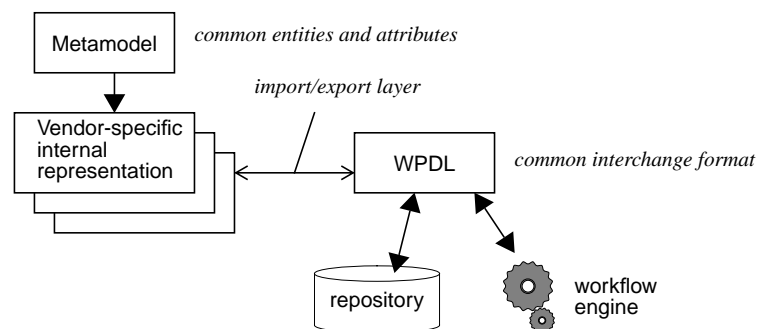 Metamodel
common entities and attributes
import/export layer
Vendor-specific
internal
representation
WPDL
common interchange format
repository
workflow
engine